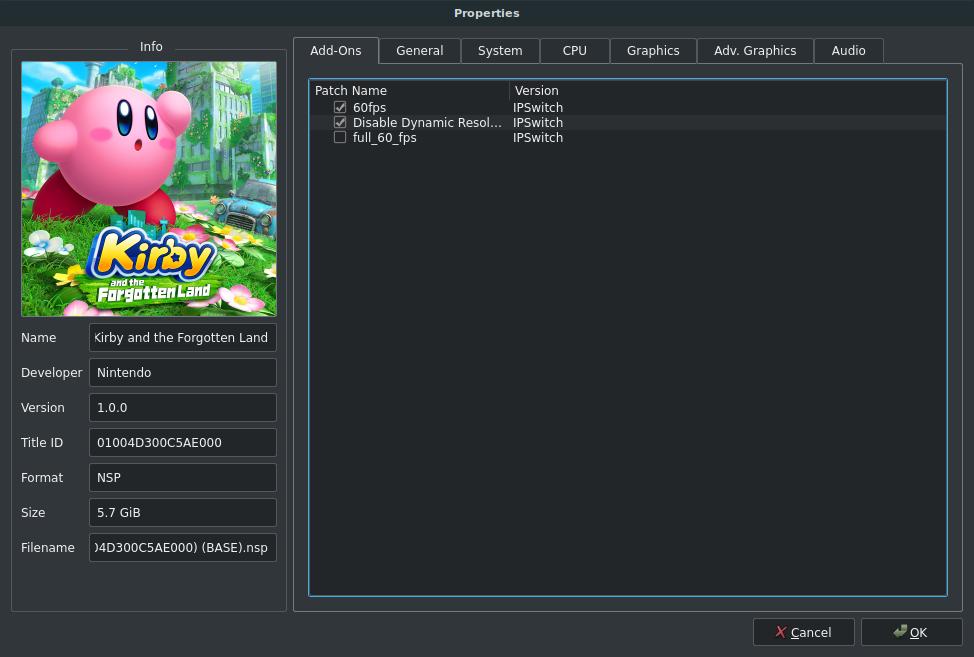 Properties
Info
Kirby
and the
Forgotten Land
Name Kirby and the Forgotten Land
Developer Nintendo
Version 1.0.0
Title ID 01004D300C5AE000
Format NSP
Size 5.7 GiB
Filename 04D300C5AE000) (BASE).nsp
Add-Ons General System CPU Graphics Adv. Graphics Audio
Patch Name Version
60fps IPSwitch
Disable Dynamic Resol... IPSwitch
full_60_fps IPSwitch
Cancel OK